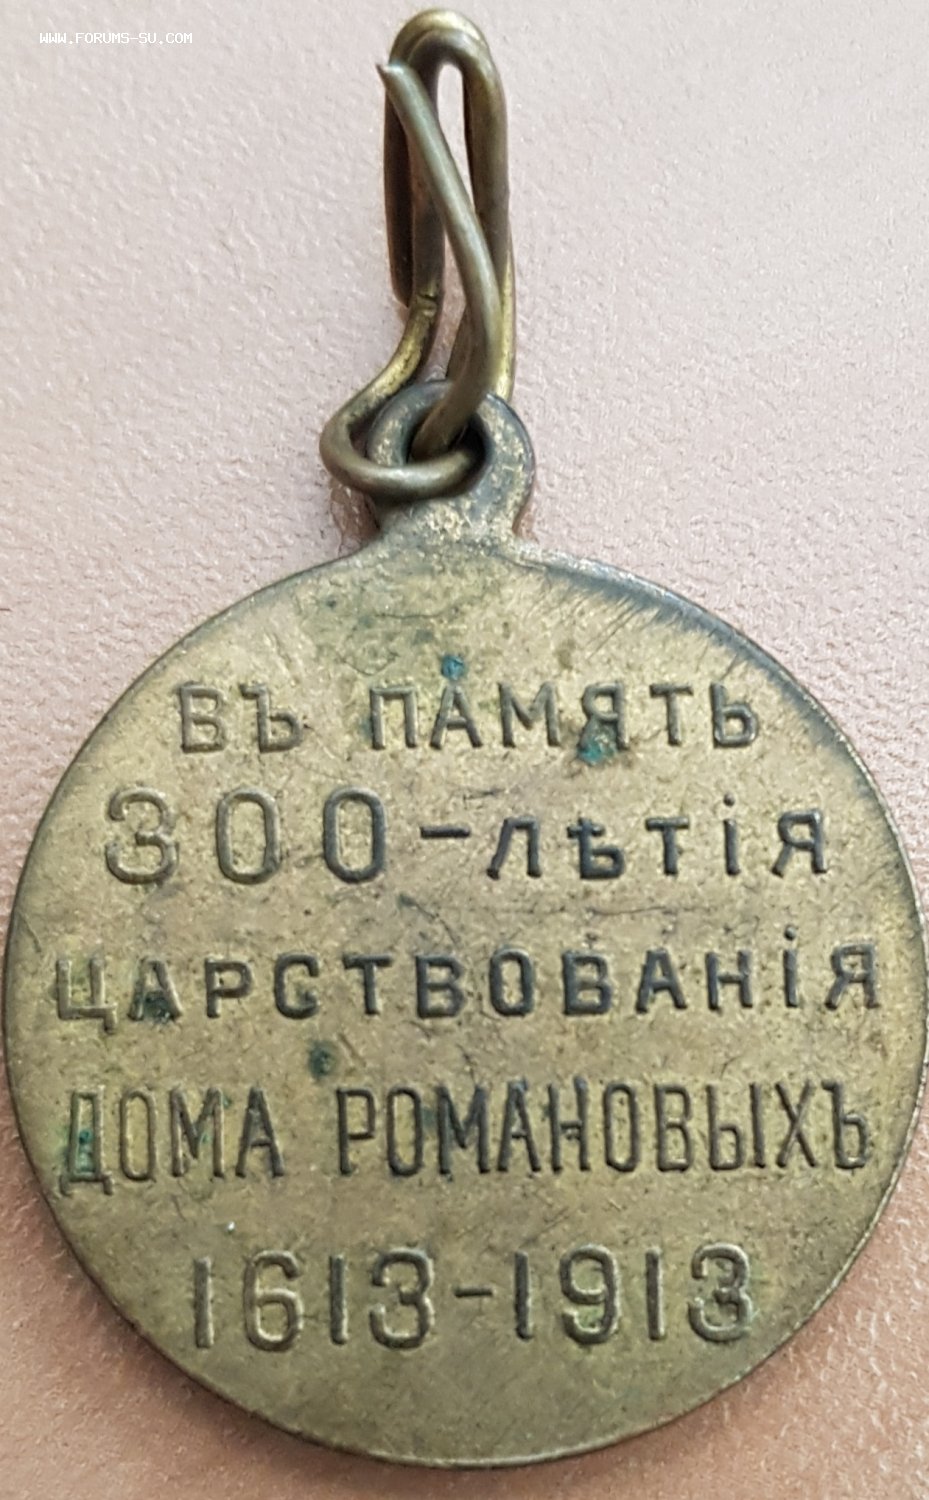 WWW.FORUMS-SU.COM
ВЪ ПАМЯТЬ
300-ЛѢТІЯ
ЦАРСТВОВАНІЯ
ДОМА РОМАНОВЫХЪ
1613-1913